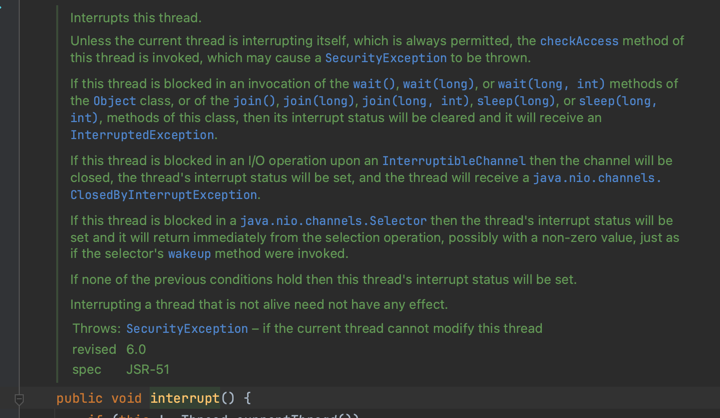 Interrupts this thread.
Unless the current thread is interrupting itself, which is always permitted, the checkAccess method of
this thread is invoked, which may cause a SecurityException to be thrown.
If this thread is blocked in an invocation of the wait(), wait(long), or wait(long, int) methods of
the Object class, or of the join(), join(long), join(long, int), sleep(long), or sleep(long,
int), methods of this class, then its interrupt status will be cleared and it will receive an
InterruptedException.
If this thread is blocked in an I/O operation upon an InterruptibleChannel then the channel will be
closed, the thread's interrupt status will be set, and the thread will receive a java.nio.channels.
ClosedByInterruptException.
If this thread is blocked in a java.nio.channels.Selector then the thread's interrupt status will be
set and it will return immediately from the selection operation, possibly with a non-zero value, just as
if the selector's wakeup method were invoked.
If none of the previous conditions hold then this thread's interrupt status will be set.
Interrupting a thread that is not alive need not have any effect.
Throws: SecurityException – if the current thread cannot modify this thread
revised 6.0
spec JSR-51
public void interrupt() {
if (this != Thread.currentThread())